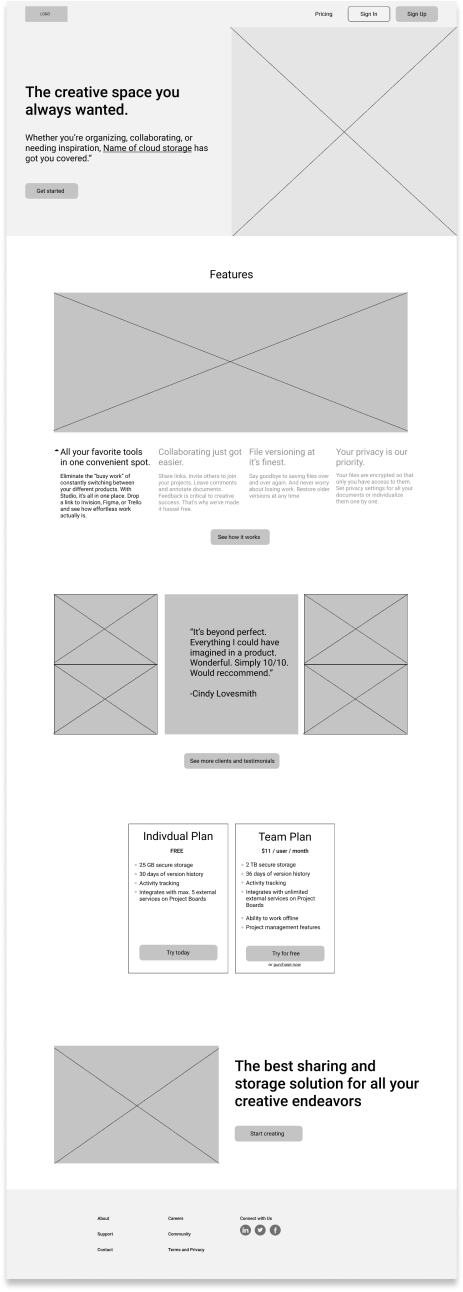 LOGO
Pricing
Sign In
Sign Up
The creative space you
always wanted.
Whether you're organizing, collaborating, or
needing inspiration, Name of cloud storage has
got you covered."
Get started
Features
All your favorite tools
in one convenient spot.
Eliminate the "busy work" of
constantly switching between
your different products. With
Studio, it's all in one place. Drop
a link to Invision, Figma, or Trello
and see how effortless work
actually is.
Collaborating just got
easier.
Share links. Invite others to join
your projects. Leave comments
and annotate documents.
Feedback is critical to creative
success. That's why we've made
it hassel free.
File versioning at
it's finest.
Say goodbye to saving files over
and over again. And never worry
about losing work. Restore older
versions at any time
Your privacy is our
priority.
Your files are encrypted so that
only you have access to them.
Set privacy settings for all your
documents or individualize
them one by one.
See how it works
"It's beyond perfect.
Everything I could have
imagined in a product.
Wonderful. Simply 10/10.
Would reccommend."
-Cindy Lovesmith
See more clients and testimonials
Indivdual Plan
FREE
25 GB secure storage
30 days of version history
Activity tracking
Integrates with max. 5 external
services on Project Boards
Try today
Team Plan
$11 / user / month
2 TB secure storage
36 days of version history
Activity tracking
Integrates with unlimited
external services on Project
Boards
Ability to work offline
Project management features
Try for free
or purchase now
The best sharing and
storage solution for all your
creative endeavors
Start creating
About
Careers
Connect with Us
Support
Community
Contact
Terms and Privacy